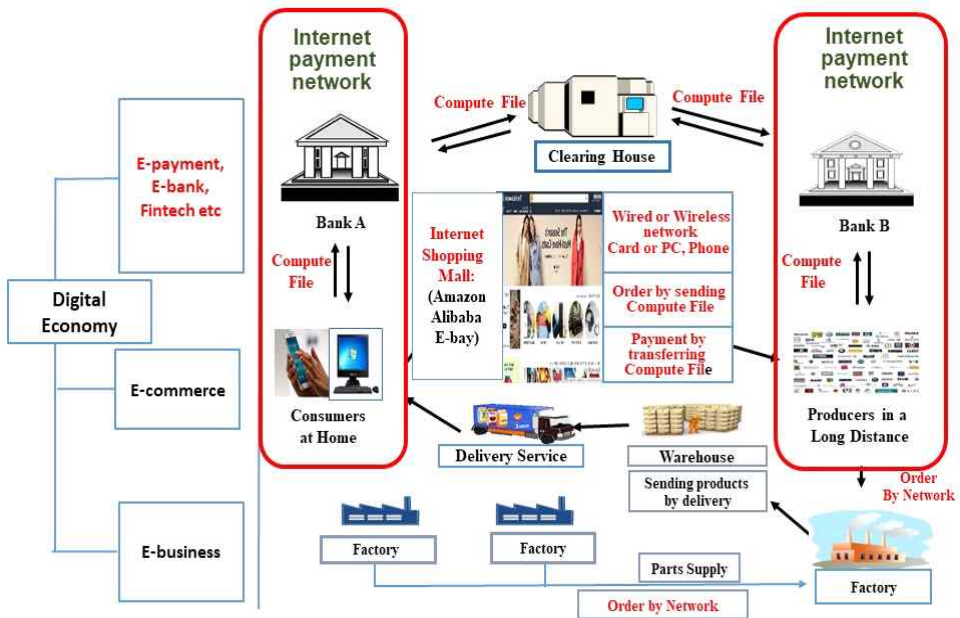 Internet
payment
network
Internet
payment
network
Compute File
Compute File
Clearing House
E-payment,
E-bank,
Fintech etc
Bank A
Bank B
Compute
File
Compute
File
Internet
Shopping
Mall:
(Amazon
Alibaba
E-bay)
Wired or Wireless
network
Card or PC, Phone
Order by sending
Compute File
Payment by
transferring
Compute File
Digital
Economy
E-commerce
Consumers
at Home
Producers in a
Long Distance
Delivery Service
Warehouse
Sending products
by delivery
Order
By Network
E-business
Factory
Factory
Parts Supply
Order by Network
Factory